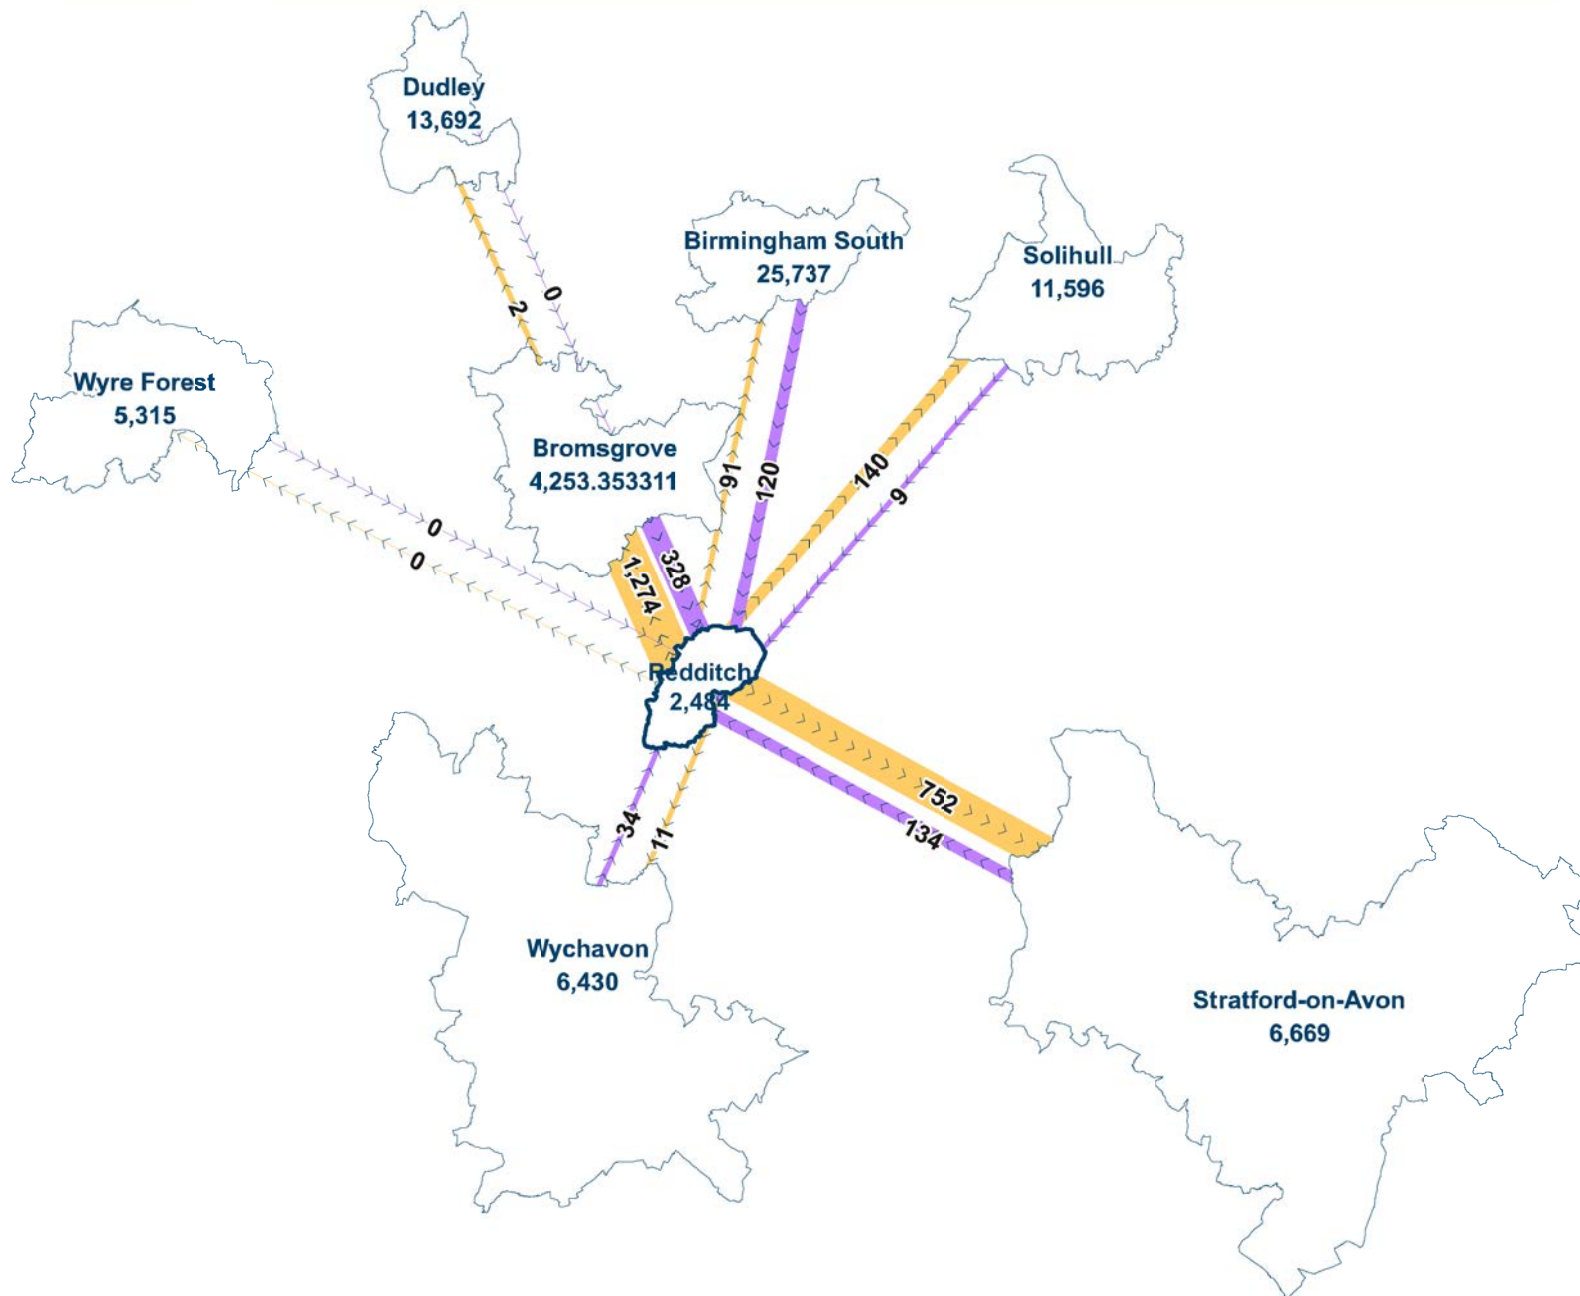 Dudley
13,692
Birmingham South
25,737
Solihull
11,596
2
0
Wyre Forest
5,315
Bromsgrove
4,253.353311
91
120
140
9
0
0
1,274
328
Redditch
2,484
752
134
34
11
Wychavon
6,430
Stratford-on-Avon
6,669